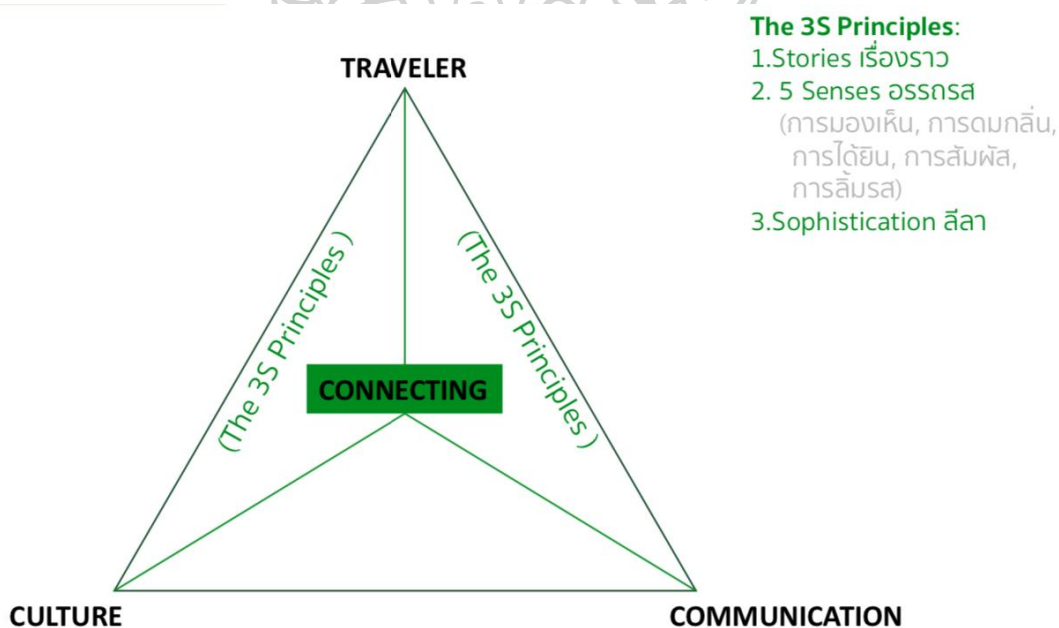 The 3S Principles:
1.Stories เรื่องราว
2. 5 Senses อรรถรส
(การมองเห็น, การดมกลิ่น,
การได้ยิน, การสัมผัส,
การลิ้มรส)
3.Sophistication ลีลา
TRAVELER
(The 3S Principles )
(The 3S Principles )
CONNECTING
CULTURE
COMMUNICATION